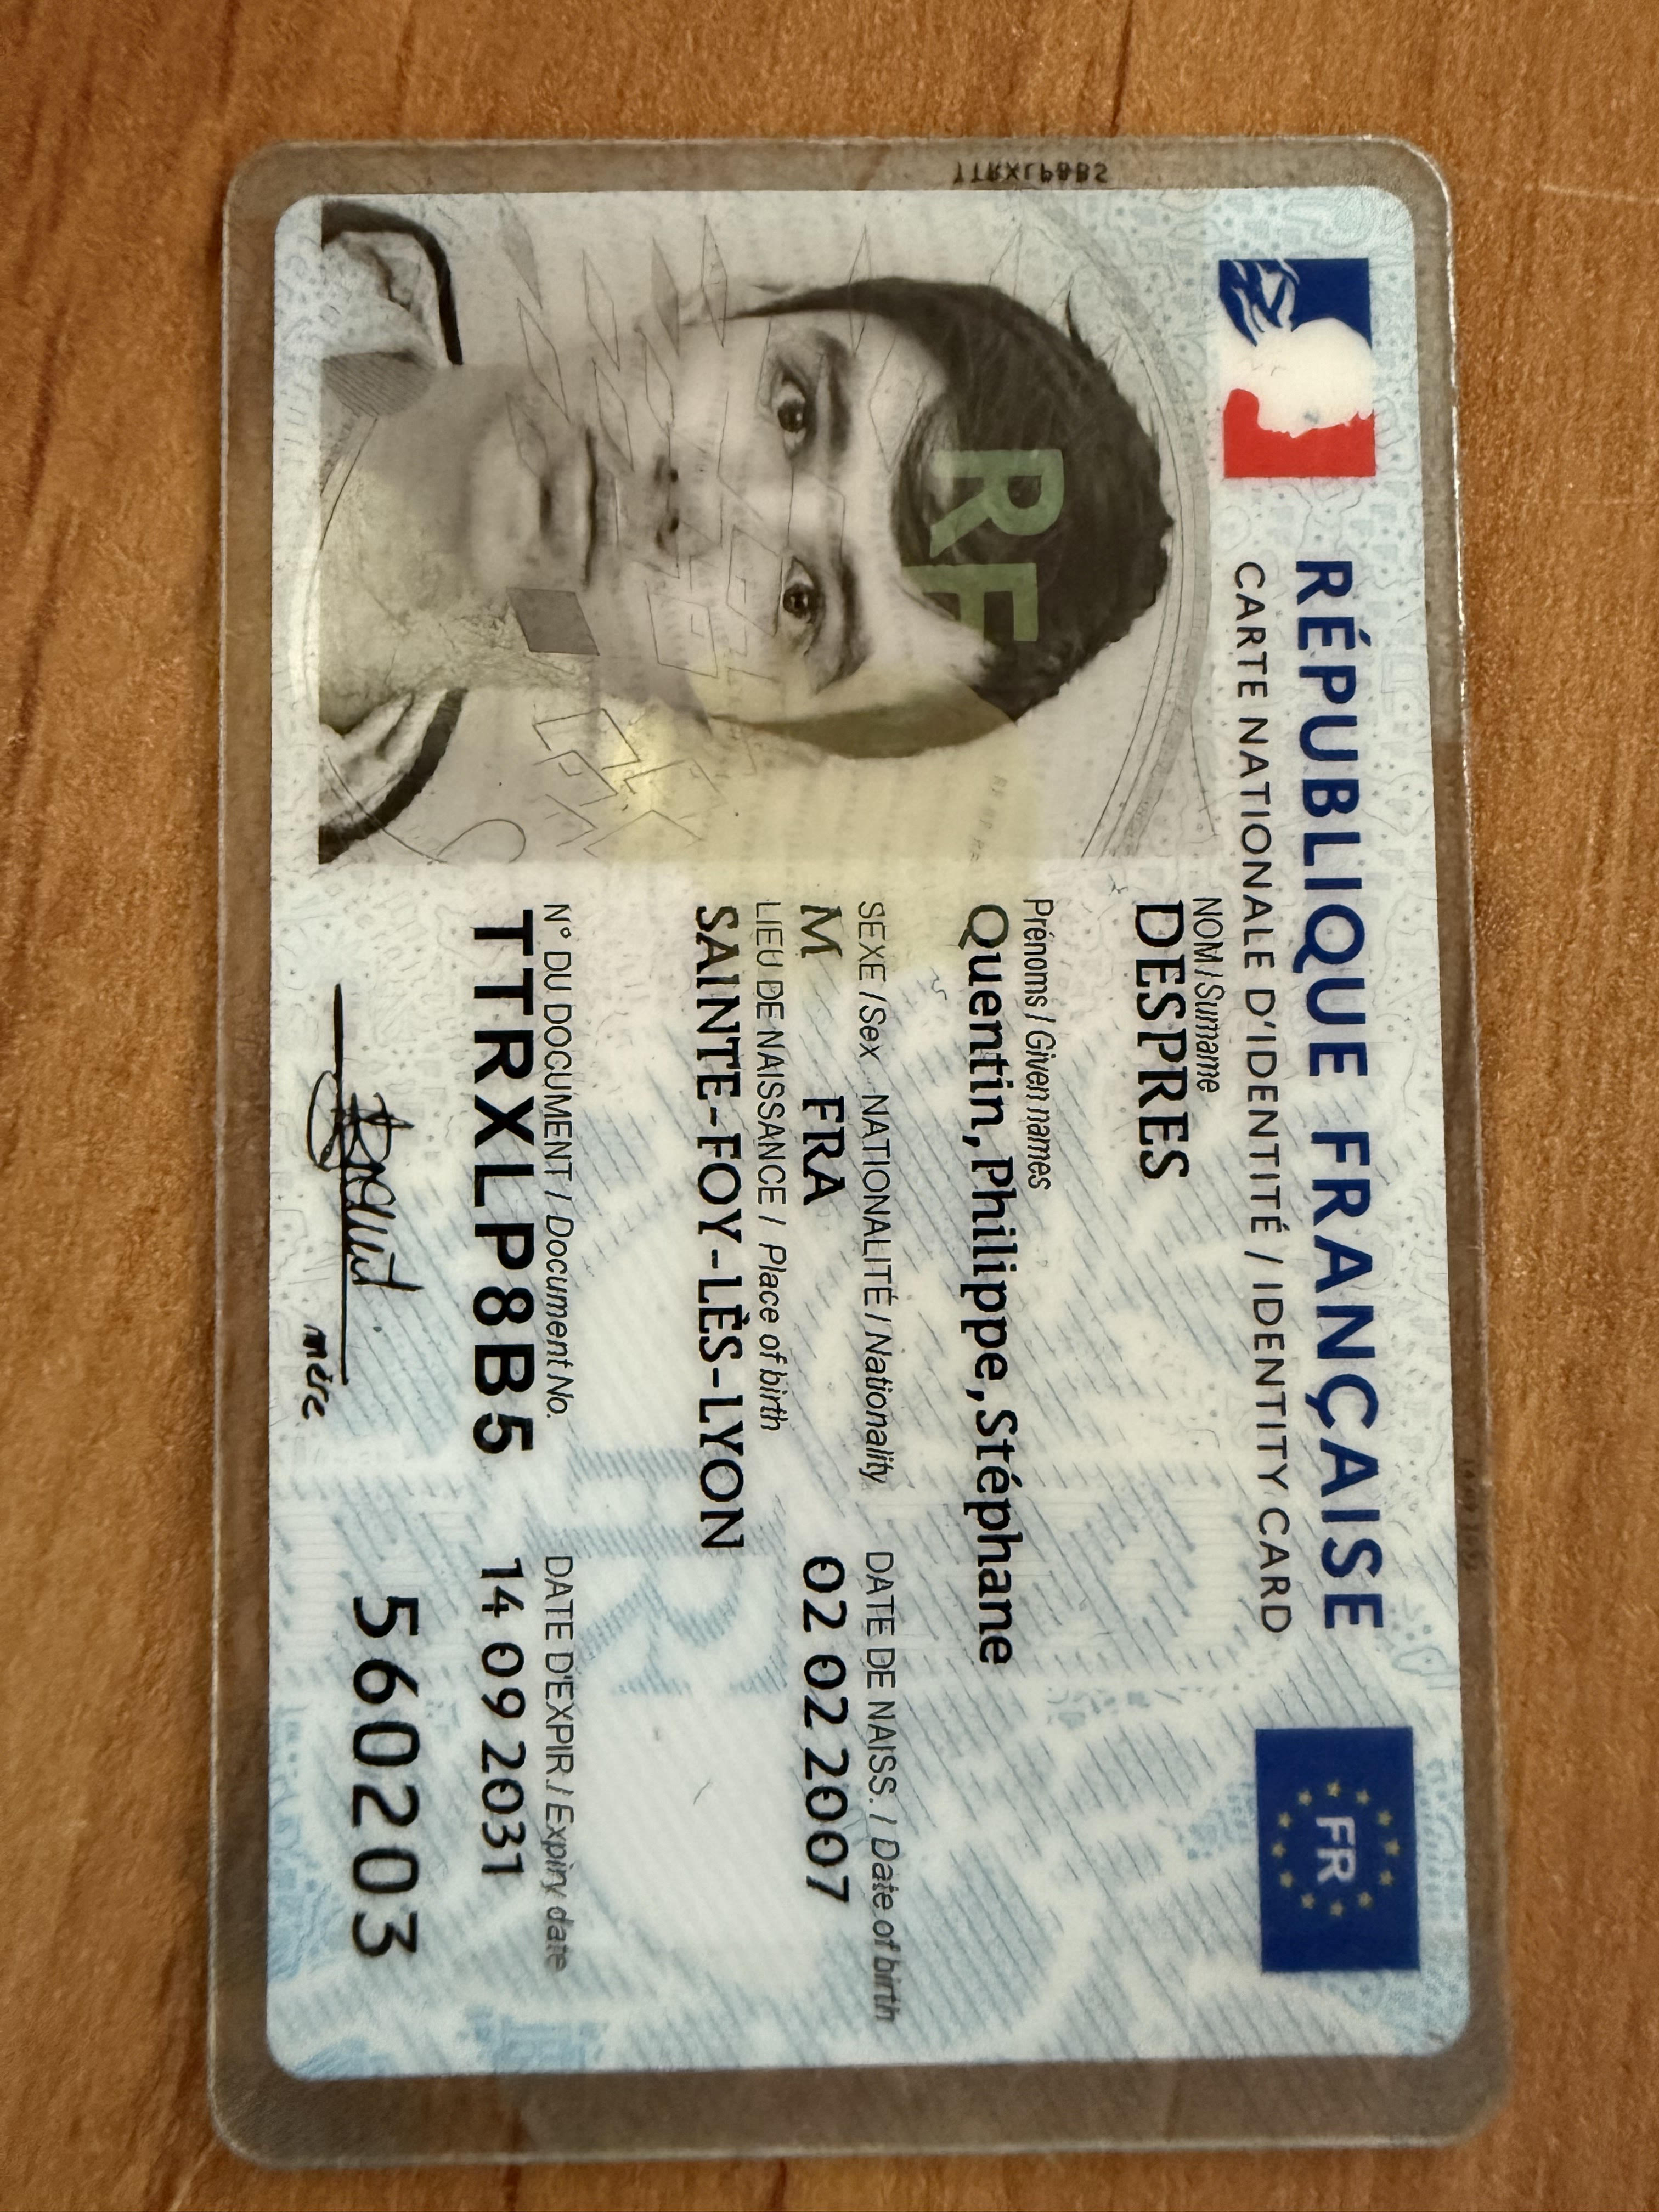 RÉPUBLIQUE FRANÇAISE
CARTE NATIONALE D'IDENTITÉ / IDENTITY CARD
FR
RF
NOM / Surname
DESPRES
Prénoms / Given names
Quentin, Philippe, Stéphane
SEXE / Sex NATIONALITÉ / Nationality DATE DE NAISS. / Date of birth
M FRA 02 02 2007
LIEU DE NAISSANCE / Place of birth
SAINTE-FOY-LÈS-LYON
N° DU DOCUMENT / Document No. DATE D'EXPIR. / Expiry date
TTRXLP8B5 14 09 2031
560203
mère